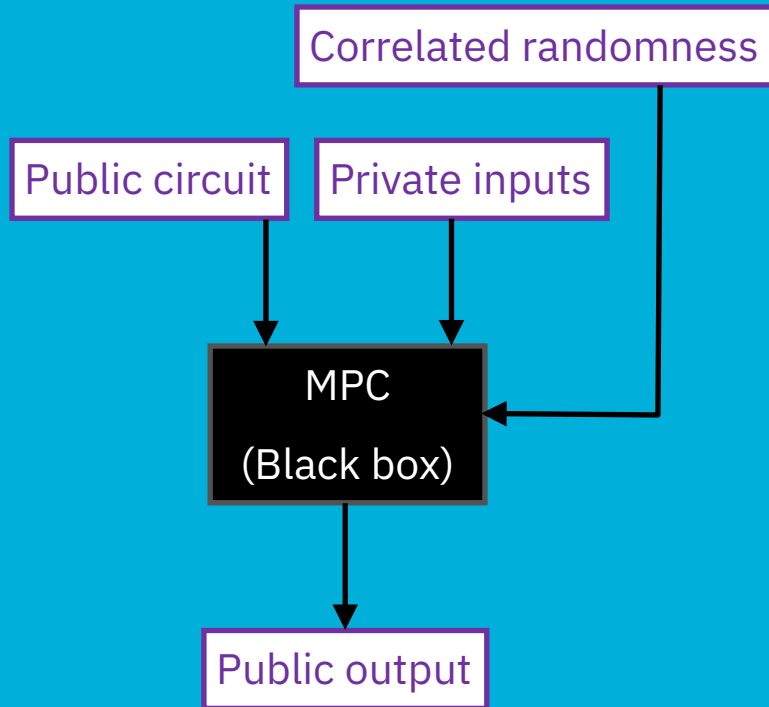 Correlated randomness
Public circuit
Private inputs
MPC
(Black box)
Public output